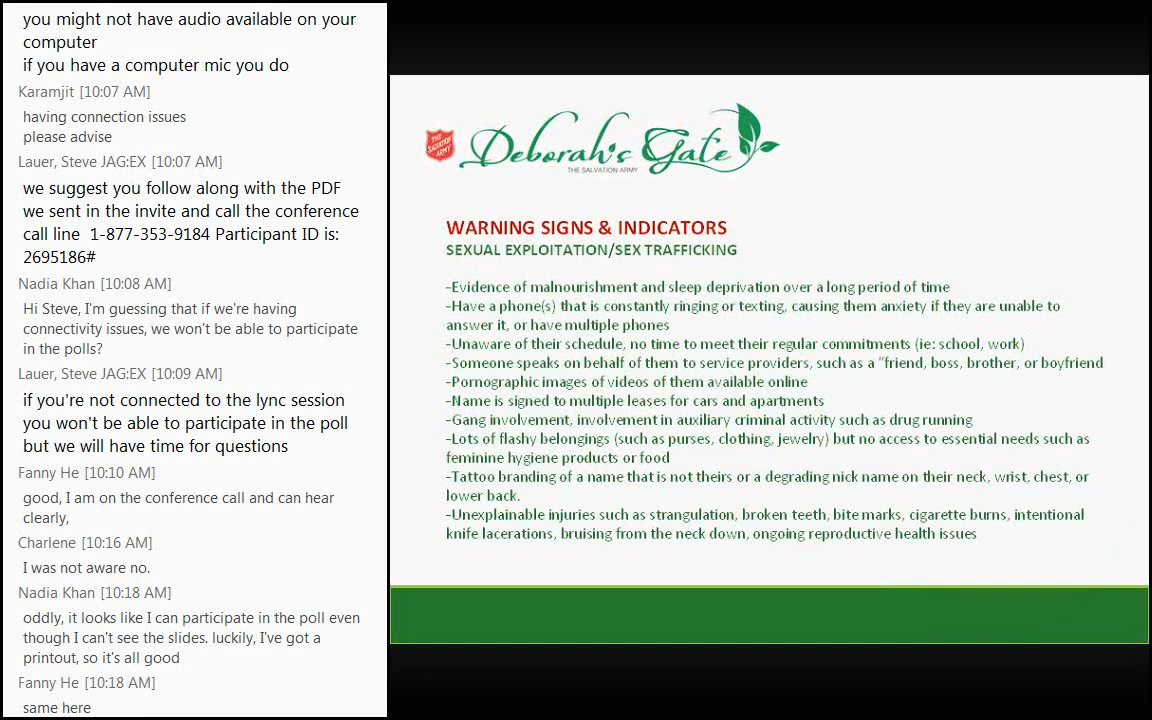 you might not have audio available on your
computer
if you have a computer mic you do
Karamjit [10:07 AM]
having connection issues
please advise
Lauer, Steve JAG:EX [10:07 AM]
we suggest you follow along with the PDF
we sent in the invite and call the conference
call line  1-877-353-9184 Participant ID is:
2695186#
Nadia Khan [10:08 AM]
Hi Steve, I'm guessing that if we're having
connectivity issues, we won't be able to participate
in the polls?
Lauer, Steve JAG:EX [10:09 AM]
if you're not connected to the lync session
you won't be able to participate in the poll
but we will have time for questions
Fanny He [10:10 AM]
good, I am on the conference call and can hear
clearly,
Charlene [10:16 AM]
I was not aware no.
Nadia Khan [10:18 AM]
oddly, it looks like I can participate in the poll even
though I can't see the slides. luckily, I've got a
printout, so it's all good
Fanny He [10:18 AM]
same here
THE
SALVATION
ARMY
Deborah's Gate
THE SALVATION ARMY
WARNING SIGNS & INDICATORS
SEXUAL EXPLOITATION/SEX TRAFFICKING
-Evidence of malnourishment and sleep deprivation over a long period of time
-Have a phone(s) that is constantly ringing or texting, causing them anxiety if they are unable to
answer it, or have multiple phones
-Unaware of their schedule, no time to meet their regular commitments (ie: school, work)
-Someone speaks on behalf of them to service providers, such as a "friend, boss, brother, or boyfriend
-Pornographic images of videos of them available online
-Name is signed to multiple leases for cars and apartments
-Gang involvement, involvement in auxiliary criminal activity such as drug running
-Lots of flashy belongings (such as purses, clothing, jewelry) but no access to essential needs such as
feminine hygiene products or food
-Tattoo branding of a name that is not theirs or a degrading nick name on their neck, wrist, chest, or
lower back.
-Unexplainable injuries such as strangulation, broken teeth, bite marks, cigarette burns, intentional
knife lacerations, bruising from the neck down, ongoing reproductive health issues